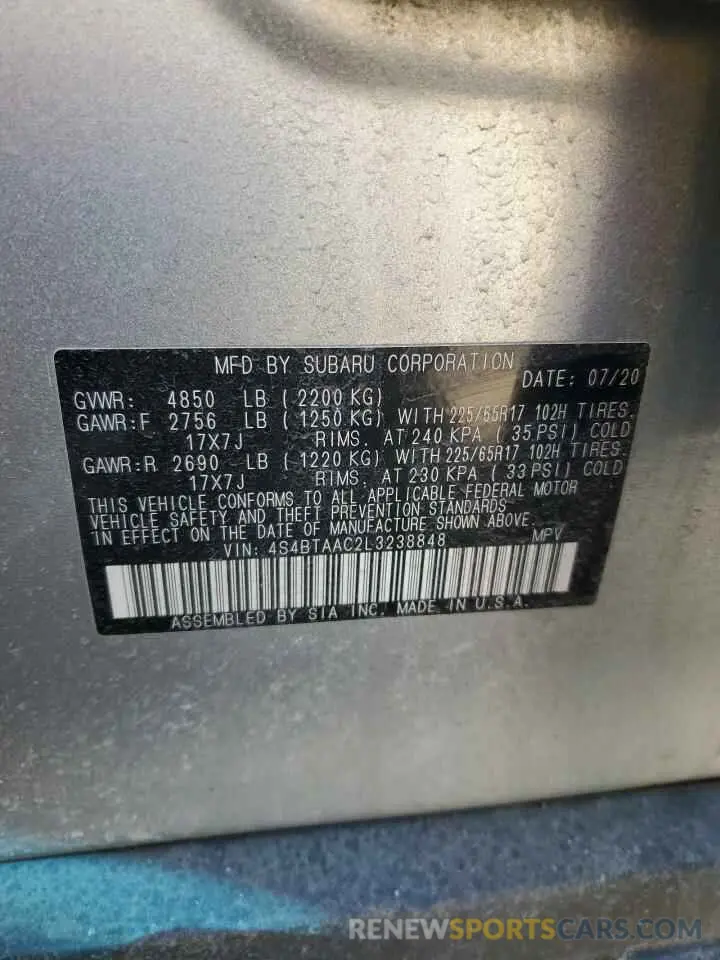 MFD BY SUBARU CORPORATION
DATE: 07/20
GVWR: 4850 LB (2200 KG)
GAWR:F 2756 LB (1250 KG) WITH 225/65R17 102H TIRES.
17X7J RIMS. AT 240 KPA (35 PSI) COLD
GAWR:R 2690 LB (1220 KG) WITH 225/65R17 102H TIRES.
17X7J RIMS. AT 230 KPA (33 PSI) COLD
THIS VEHICLE CONFORMS TO ALL APPLICABLE FEDERAL MOTOR
VEHICLE SAFETY AND THEFT PREVENTION STANDARDS
IN EFFECT ON THE DATE OF MANUFACTURE SHOWN ABOVE.
VIN: 4S4BTAAC2L3238848 MPV
ASSEMBLED BY SIA INC. MADE IN U.S.A.
RENEWSPORTSCARS.COM